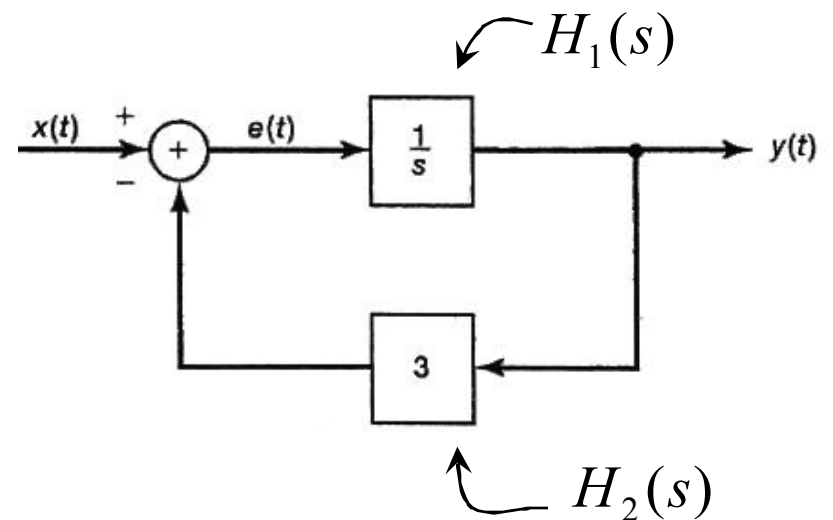 H₁(s)
x(t) + + − e(t) 1/s y(t)
3
H₂(s)